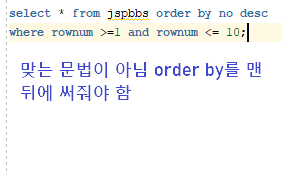 select * from jspbbs order by no desc
where rownum >=1 and rownum <= 10;
맞는 문법이 아님 order by를 맨
뒤에 써줘야 함